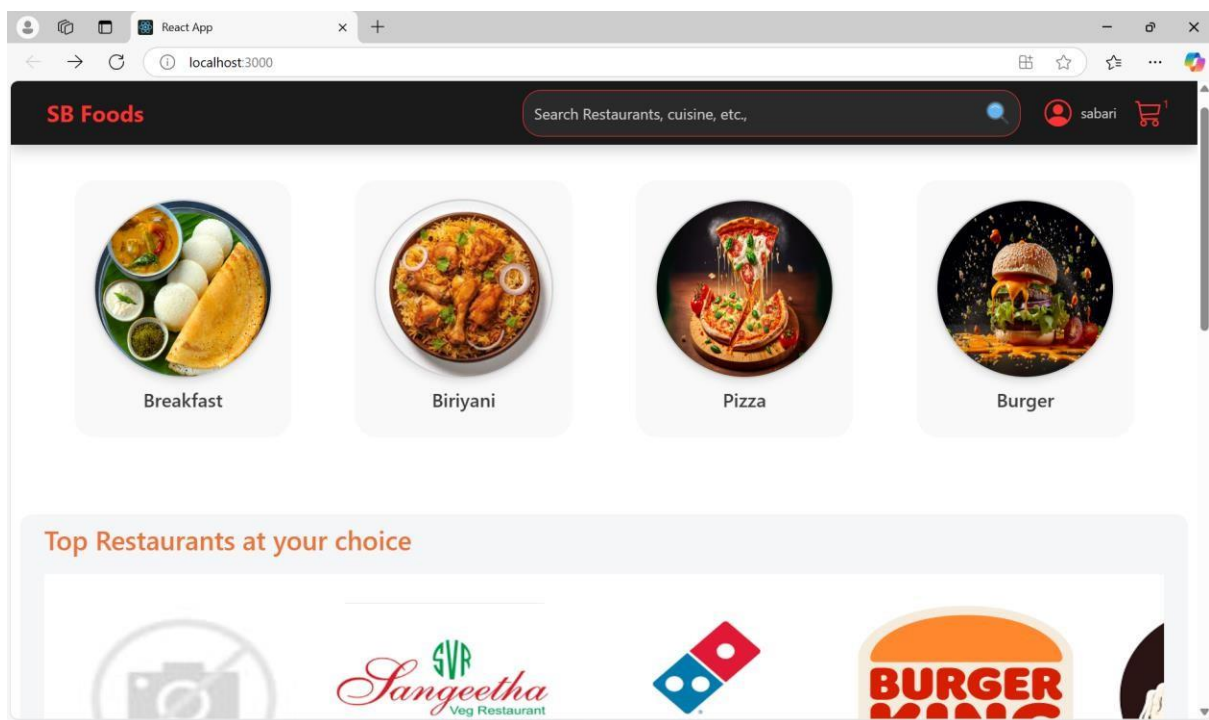 React App
localhost:3000
SB Foods
Search Restaurants, cuisine, etc.,
sabari
1
Breakfast
Biriyani
Pizza
Burger
Top Restaurants at your choice
SVR
Sangeetha
Veg Restaurant
BURGER
KING